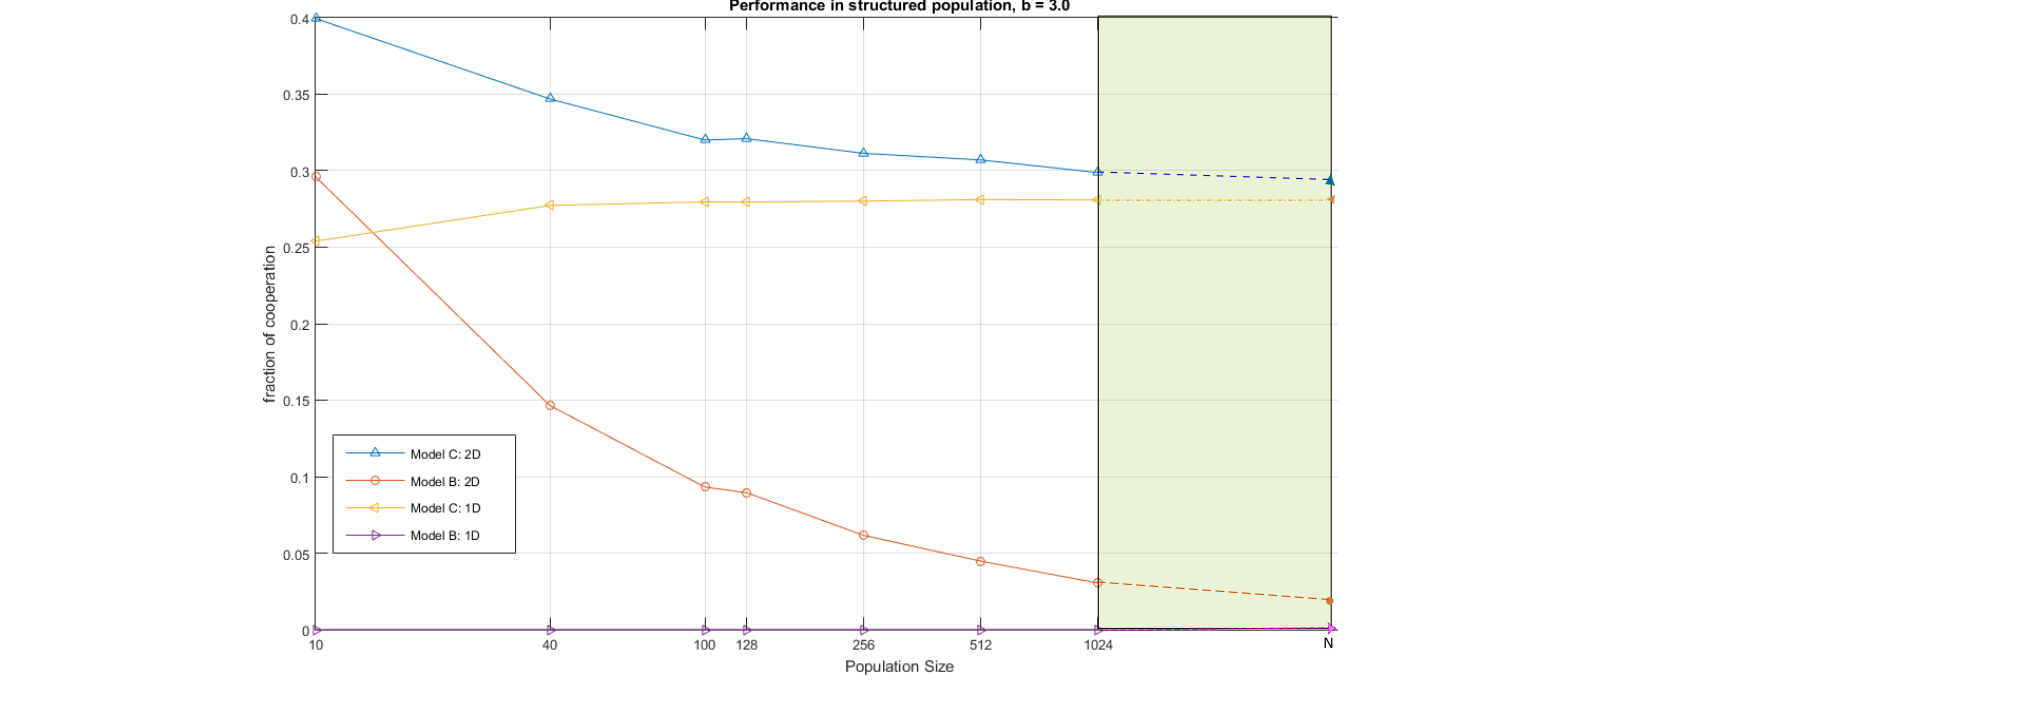 Performance in structured population, b = 3.0
0.4
0.35
0.3
0.25
0.2
0.15
0.1
0.05
0
fraction of cooperation
Model C: 2D
Model B: 2D
Model C: 1D
Model B: 1D
10 40 100 128 256 512 1024 N
Population Size